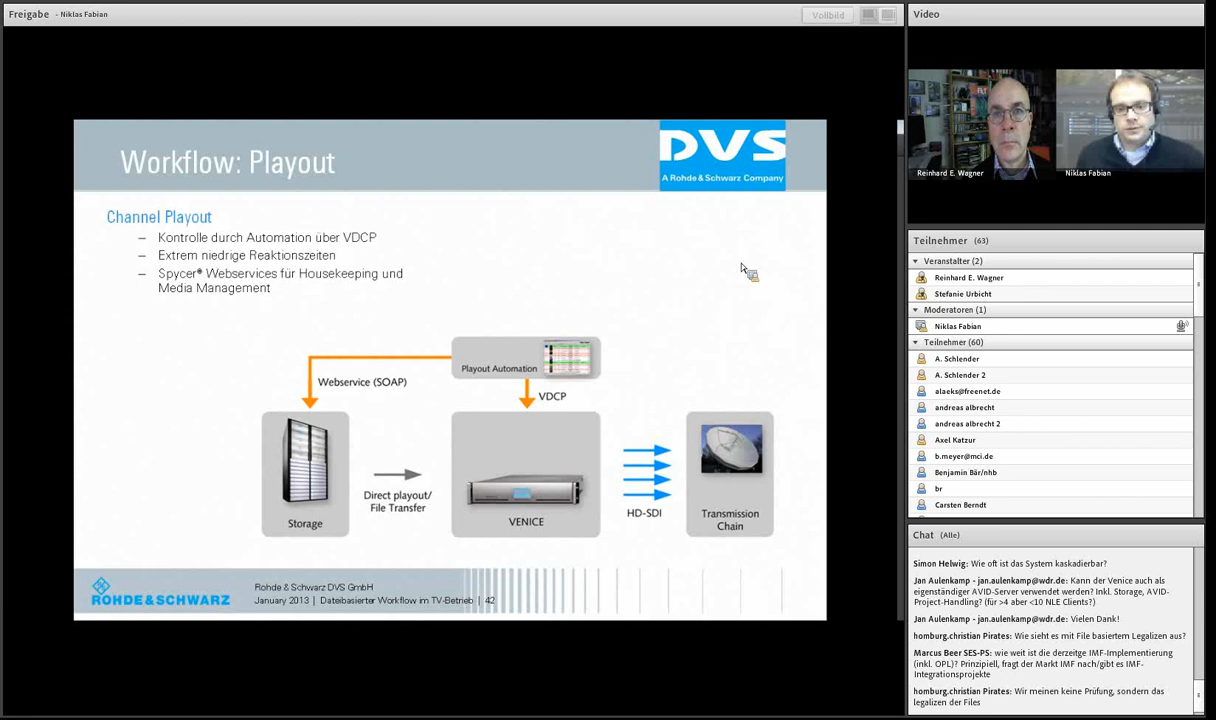 Freigabe - Niklas Fabian
Vollbild
Workflow: Playout
DVS
A Rohde & Schwarz Company
Channel Playout
– Kontrolle durch Automation über VDCP
– Extrem niedrige Reaktionszeiten
– Spycer® Webservices für Housekeeping und
Media Management
Playout Automation
Webservice (SOAP)
VDCP
Storage
Direct playout/
File Transfer
VENICE
HD-SDI
Transmission
Chain
ROHDE & SCHWARZ
Rohde & Schwarz DVS GmbH
January 2013 | Dateibasierter Workflow im TV-Betrieb | 42
Video
Reinhard E. Wagner
Niklas Fabian
Teilnehmer (63)
Veranstalter (2)
Reinhard E. Wagner
Stefanie Urbicht
Moderatoren (1)
Niklas Fabian
Teilnehmer (60)
A. Schlender
A. Schlender 2
alaeks@freenet.de
andreas albrecht
andreas albrecht 2
Axel Katzur
b.meyer@mci.de
Benjamin Bär/nhb
br
Carsten Berndt
Chat (Alle)
Simon Helwig: Wie oft ist das System kaskadierbar?
Jan Aulenkamp - jan.aulenkamp@wdr.de: Kann der Venice auch als
eigenständiger AVID-Server verwendet werden? Inkl. Storage, AVID-
Project-Handling? (für >4 aber <10 NLE Clients?)
Jan Aulenkamp - jan.aulenkamp@wdr.de: Vielen Dank!
homburg.christian Pirates: Wie sieht es mit File basiertem Legalizen aus?
Marcus Beer SES-PS: wie weit ist die derzeitge IMF-Implementierung
(inkl. OPL)? Prinzipiell, fragt der Markt IMF nach/gibt es IMF-
Integrationsprojekte
homburg.christian Pirates: Wir meinen keine Prüfung, sondern das
legalizen der Files